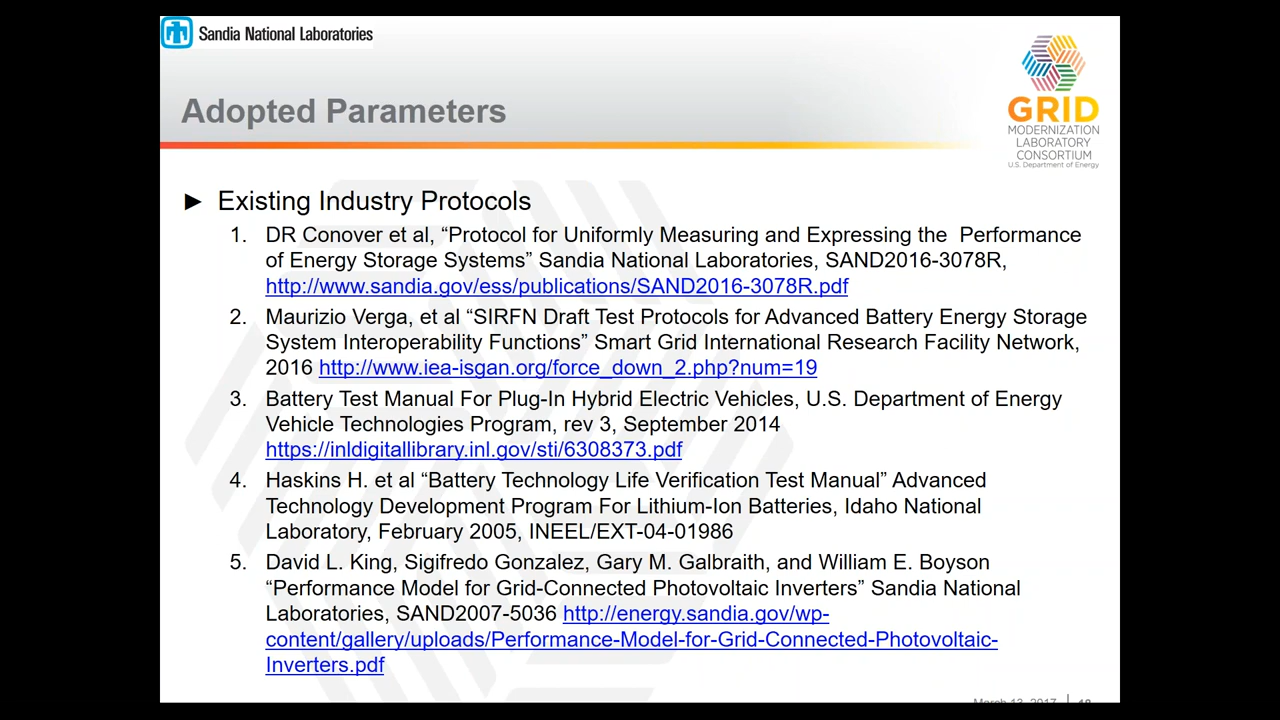 Sandia National Laboratories
Adopted Parameters
GRID
MODERNIZATION
LABORATORY
CONSORTIUM
U.S. Department of Energy
► Existing Industry Protocols
1. DR Conover et al, “Protocol for Uniformly Measuring and Expressing the  Performance
of Energy Storage Systems” Sandia National Laboratories, SAND2016-3078R,
http://www.sandia.gov/ess/publications/SAND2016-3078R.pdf
2. Maurizio Verga, et al “SIRFN Draft Test Protocols for Advanced Battery Energy Storage
System Interoperability Functions” Smart Grid International Research Facility Network,
2016 http://www.iea-isgan.org/force_down_2.php?num=19
3. Battery Test Manual For Plug-In Hybrid Electric Vehicles, U.S. Department of Energy
Vehicle Technologies Program, rev 3, September 2014
https://inldigitallibrary.inl.gov/sti/6308373.pdf
4. Haskins H. et al “Battery Technology Life Verification Test Manual” Advanced
Technology Development Program For Lithium-Ion Batteries, Idaho National
Laboratory, February 2005, INEEL/EXT-04-01986
5. David L. King, Sigifredo Gonzalez, Gary M. Galbraith, and William E. Boyson
“Performance Model for Grid-Connected Photovoltaic Inverters” Sandia National
Laboratories, SAND2007-5036 http://energy.sandia.gov/wp-
content/gallery/uploads/Performance-Model-for-Grid-Connected-Photovoltaic-
Inverters.pdf
March 13, 2017